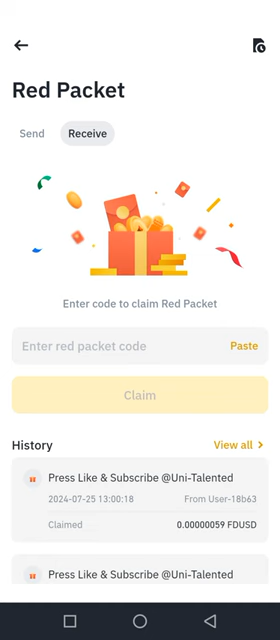 Red Packet
Send
Receive
Enter code to claim Red Packet
Enter red packet code
Paste
Claim
History
View all
Press Like & Subscribe @Uni-Talented
2024-07-25 13:00:18
From User-18b63
Claimed
0.00000059 FDUSD
Press Like & Subscribe @Uni-Talented